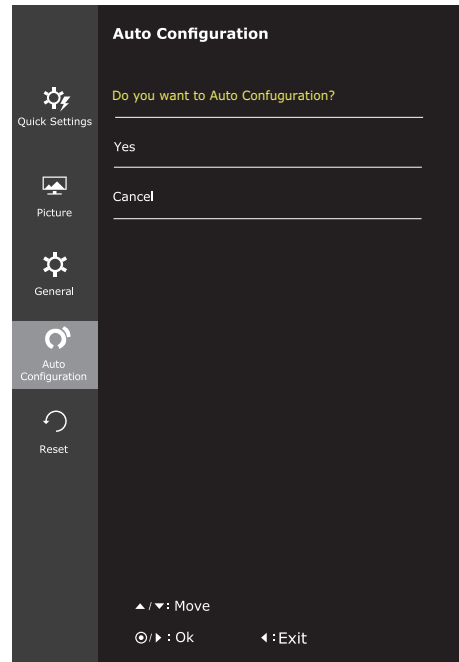 Auto Configuration
Do you want to Auto Confuguration?
Yes
Cancel
Quick Settings
Picture
General
Auto
Configuration
Reset
▲/▼: Move
◉/▶ : Ok ◀ :Exit